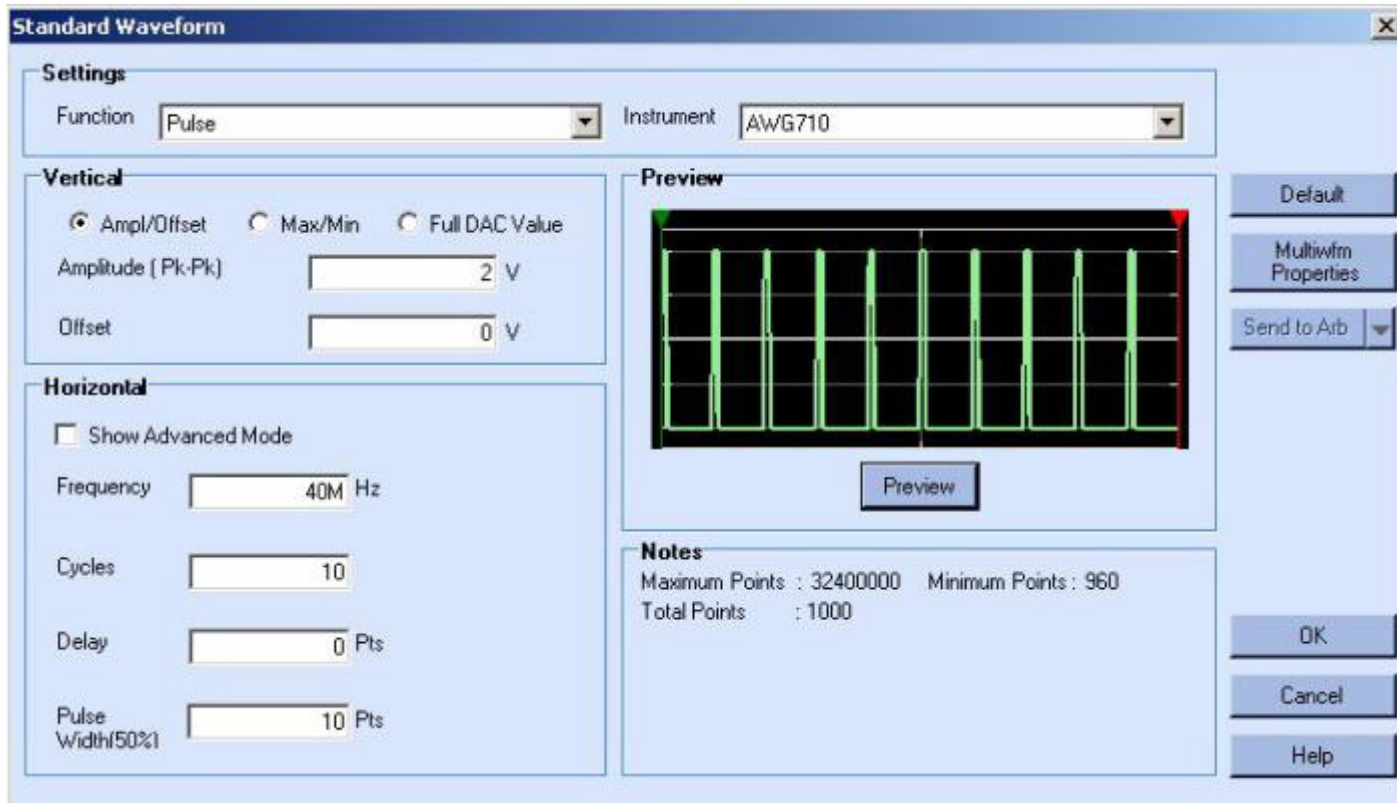 Standard Waveform
Settings
Function Pulse Instrument AWG710
Vertical
Ampl/Offset Max/Min Full DAC Value
Amplitude ( Pk-Pk) 2 V
Offset 0 V
Horizontal
Show Advanced Mode
Frequency 40M Hz
Cycles 10
Delay 0 Pts
Pulse
Width(50%) 10 Pts
Preview
Preview
Notes
Maximum Points : 32400000 Minimum Points : 960
Total Points : 1000
Default
Multiwfm
Properties
Send to Arb
OK
Cancel
Help